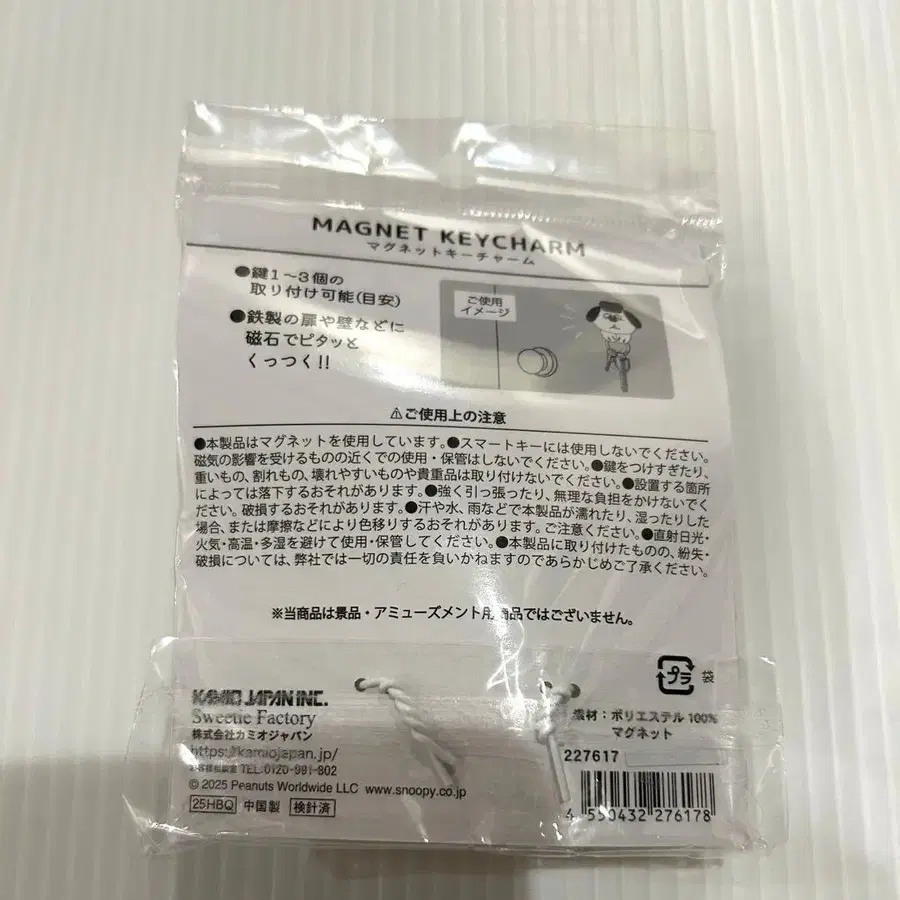 MAGNET KEYCHARM
マグネットキーチャーム
●鍵1～3個の
取り付け可能(目安)
●鉄製の扉や壁などに
磁石でピタッと
くっつく!!
ご使用
イメージ
⚠ご使用上の注意
●本製品はマグネットを使用しています。●スマートキーには使用しないでください。
磁気の影響を受けるものの近くでの使用・保管はしないでください。●鍵をつけすぎたり、
重いもの、割れもの、壊れやすいものや貴重品は取り付けないでください。●設置する箇所
によっては落下するおそれがあります。●強く引っ張ったり、無理な負担をかけないでくだ
さい。破損するおそれがあります。●汗や水、雨などで本製品が濡れたり、湿ったりした
場合、または摩擦などにより色移りするおそれがあります。ご注意ください。●直射日光・
火気・高温・多湿を避けて使用・保管してください。●本製品に取り付けたものの、紛失・
破損については、弊社では一切の責任を負いかねますのであらかじめご了承ください。
※当商品は景品・アミューズメント用商品ではございません。
プラ 袋
KAMIO JAPAN INC.
Sweetie Factory
株式会社カミオジャパン
https://kamiojapan.jp/
お客様相談室 TEL:0120-991-802
© 2025 Peanuts Worldwide LLC www.snoopy.co.jp
25HBQ 中国製 検針済
素材：ポリエステル 100%
マグネット
227617
4 550432 276178